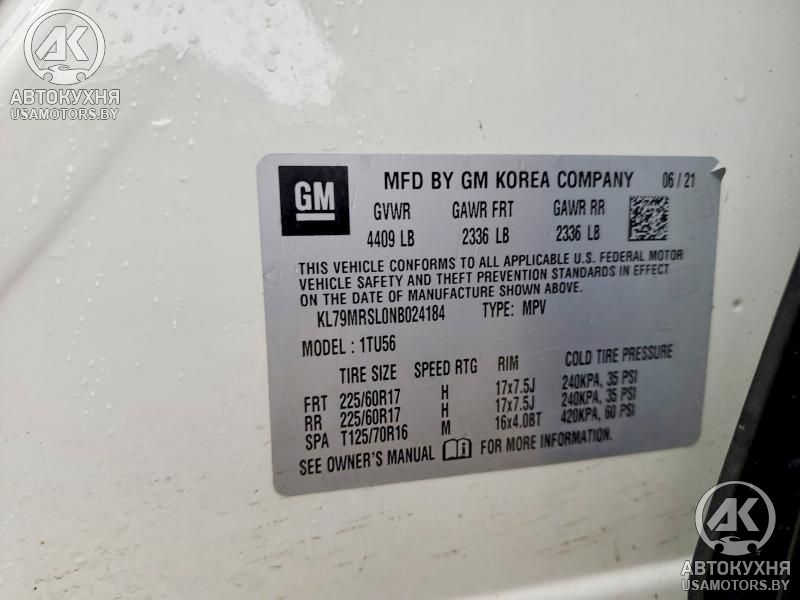 AK
АВТОКУХНЯ
USAMOTORS.BY
GM
MFD BY GM KOREA COMPANY 06 / 21
GVWR GAWR FRT GAWR RR
4409 LB 2336 LB 2336 LB
THIS VEHICLE CONFORMS TO ALL APPLICABLE U.S. FEDERAL MOTOR
VEHICLE SAFETY AND THEFT PREVENTION STANDARDS IN EFFECT
ON THE DATE OF MANUFACTURE SHOWN ABOVE.
KL79MRSL0NB024184 TYPE: MPV
MODEL : 1TU56
TIRE SIZE SPEED RTG RIM COLD TIRE PRESSURE
FRT 225/60R17 H 17x7.5J 240KPA, 35 PSI
RR 225/60R17 H 17x7.5J 240KPA, 35 PSI
SPA T125/70R16 M 16x4.0BT 420KPA, 60 PSI
SEE OWNER'S MANUAL FOR MORE INFORMATION.
AK
АВТОКУХНЯ
USAMOTORS.BY